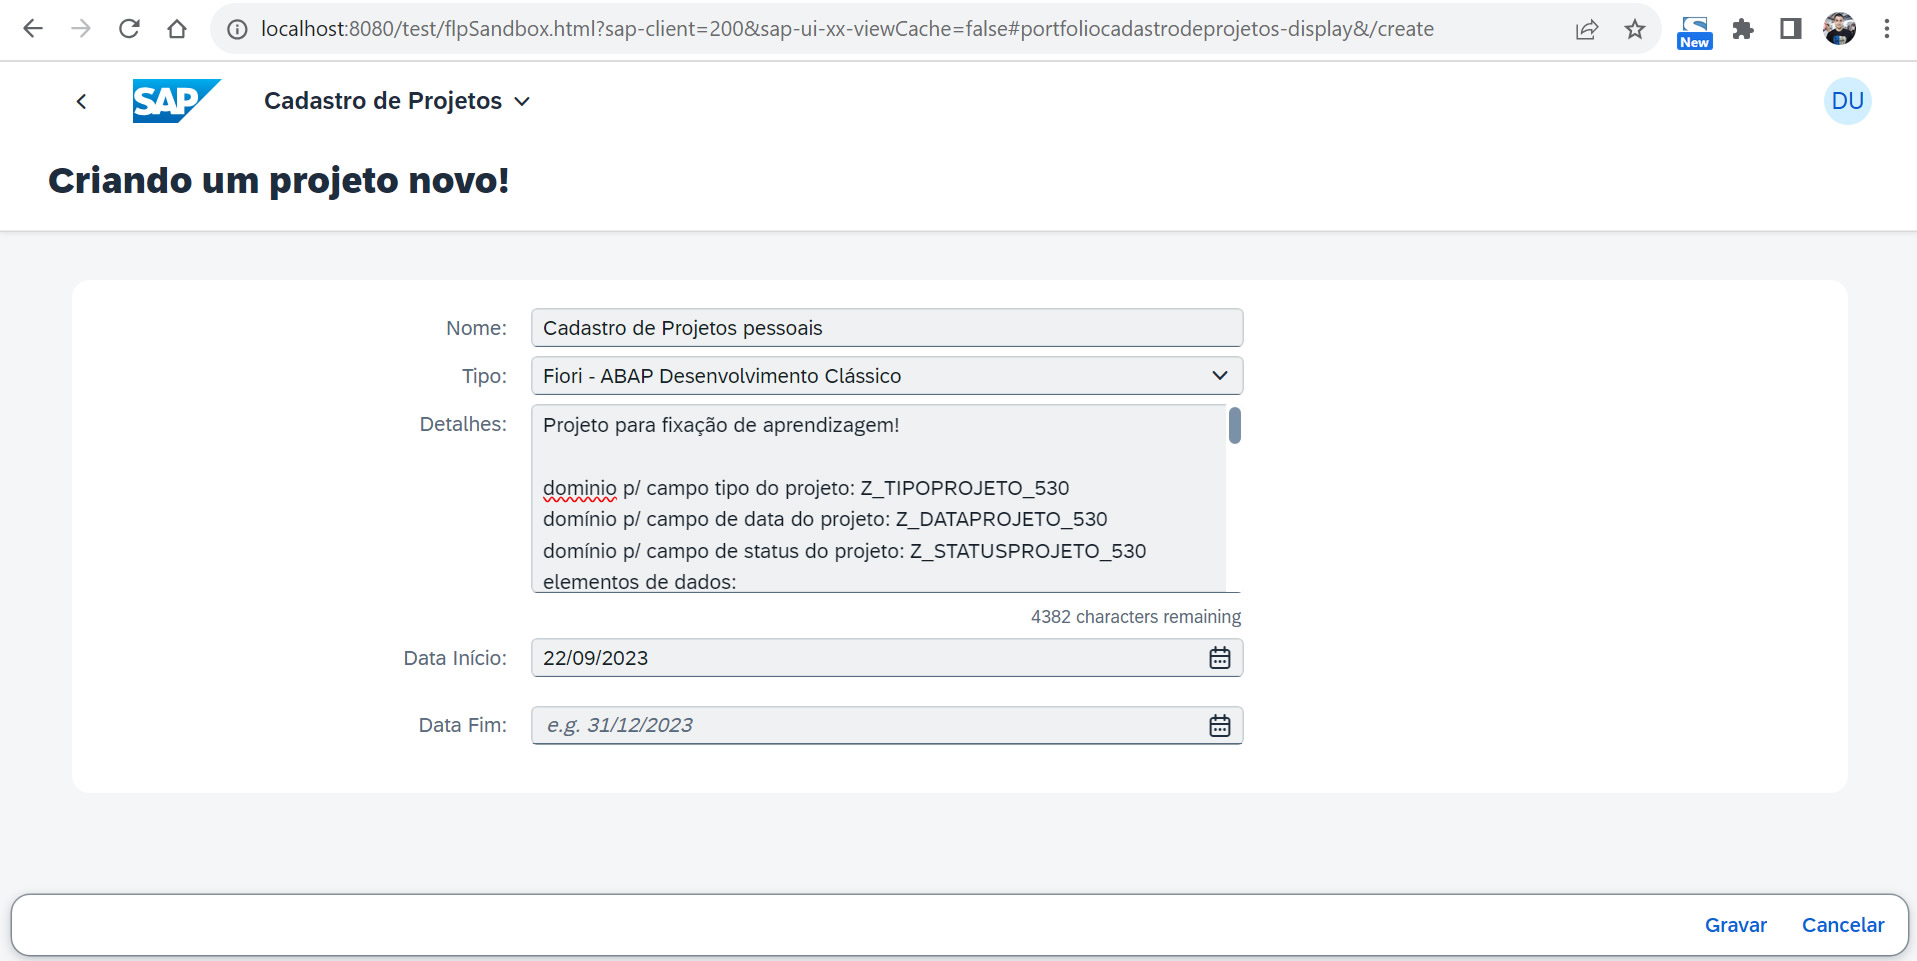 localhost:8080/test/flpSandbox.html?sap-client=200&sap-ui-xx-viewCache=false#portfoliocadastrodeprojetos-display&/create
New
SAP
Cadastro de Projetos
DU
Criando um projeto novo!
Nome:
Cadastro de Projetos pessoais
Tipo:
Fiori - ABAP Desenvolvimento Clássico
Detalhes:
Projeto para fixação de aprendizagem!
dominio p/ campo tipo do projeto: Z_TIPOPROJETO_530
domínio p/ campo de data do projeto: Z_DATAPROJETO_530
domínio p/ campo de status do projeto: Z_STATUSPROJETO_530
elementos de dados:
4382 characters remaining
Data Início:
22/09/2023
Data Fim:
e.g. 31/12/2023
Gravar
Cancelar